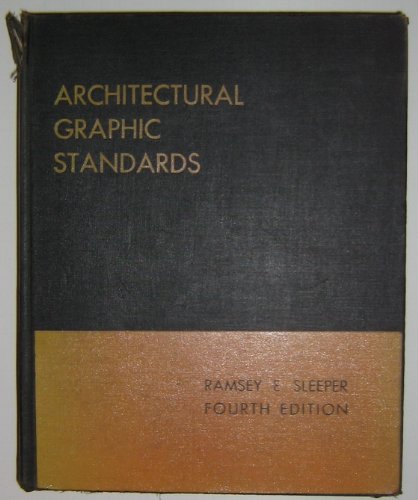 ARCHITECTURAL
GRAPHIC
STANDARDS
RAMSEY & SLEEPER
FOURTH EDITION